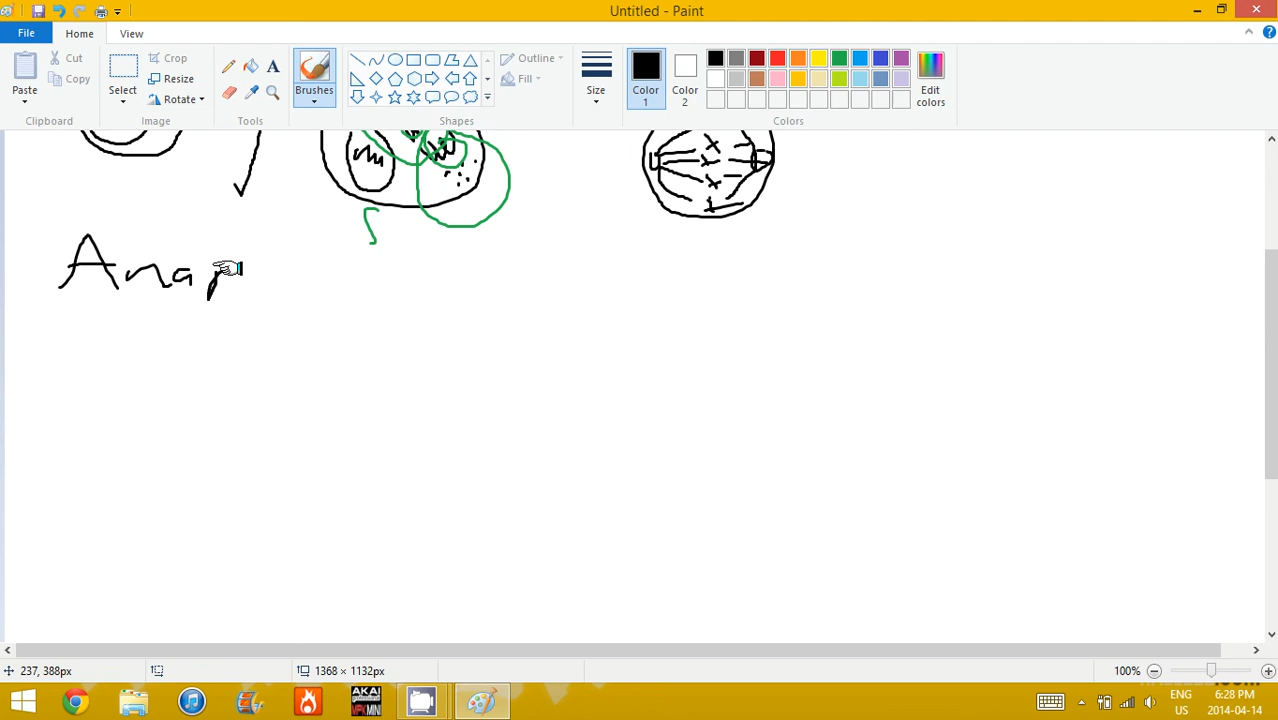 Untitled - Paint
File Home View
Cut
Copy
Paste
Clipboard
Crop
Resize
Rotate
Select
Image
Tools
Brushes
Outline
Fill
Shapes
Size
Color 1
Color 2
Edit colors
Colors
Anap
237, 388px
1368 × 1132px
100%
AKAI
ENG
US
6:28 PM
2014-04-14